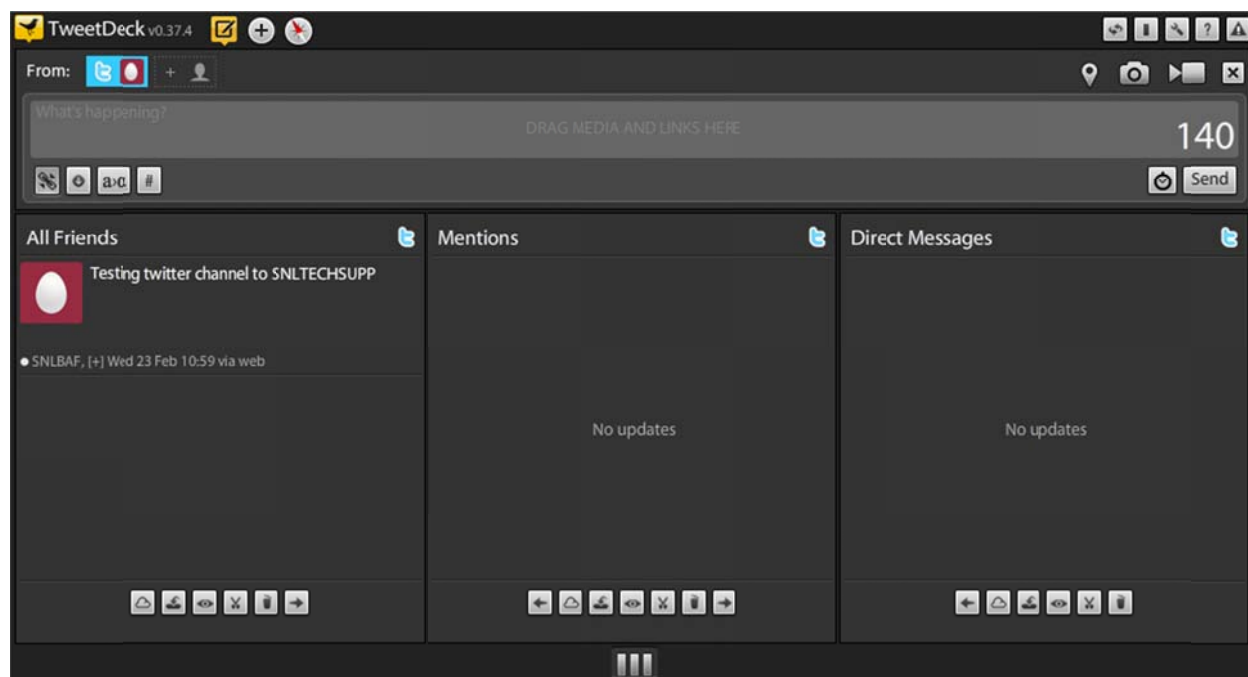 TweetDeck v0.37.4
From:
What's happening?
DRAG MEDIA AND LINKS HERE
140
a›a #
Send
All Friends
Mentions
Direct Messages
Testing twitter channel to SNLTECHSUPP
SNLBAF, [+] Wed 23 Feb 10:59 via web
No updates
No updates